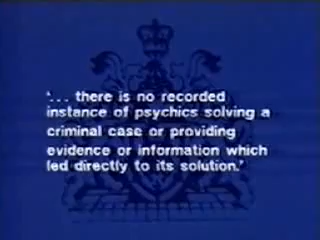 '... there is no recorded
instance of psychics solving a
criminal case or providing
evidence or information which
led directly to its solution.'